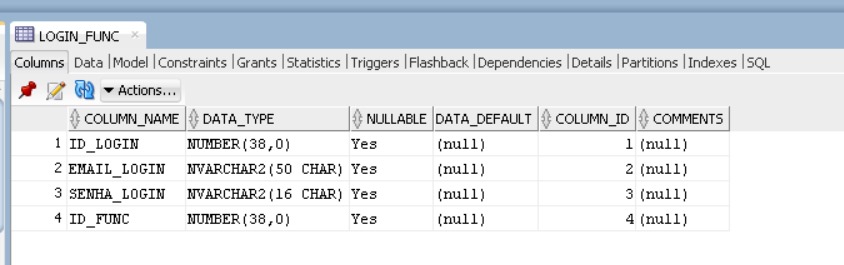 LOGIN_FUNC
Columns Data |Model |Constraints |Grants |Statistics |Triggers |Flashback |Dependencies |Details |Partitions |Indexes |SQL
Actions...
COLUMN_NAME DATA_TYPE NULLABLE DATA_DEFAULT COLUMN_ID COMMENTS
1 ID_LOGIN NUMBER(38,0) Yes (null) 1 (null)
2 EMAIL_LOGIN NVARCHAR2(50 CHAR) Yes (null) 2 (null)
3 SENHA_LOGIN NVARCHAR2(16 CHAR) Yes (null) 3 (null)
4 ID_FUNC NUMBER(38,0) Yes (null) 4 (null)